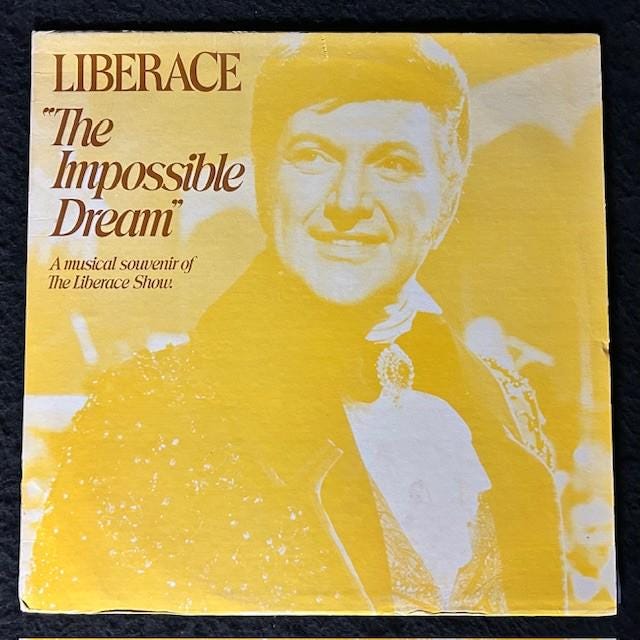 LIBERACE
"The
Impossible
Dream"
A musical souvenir of
The Liberace Show.